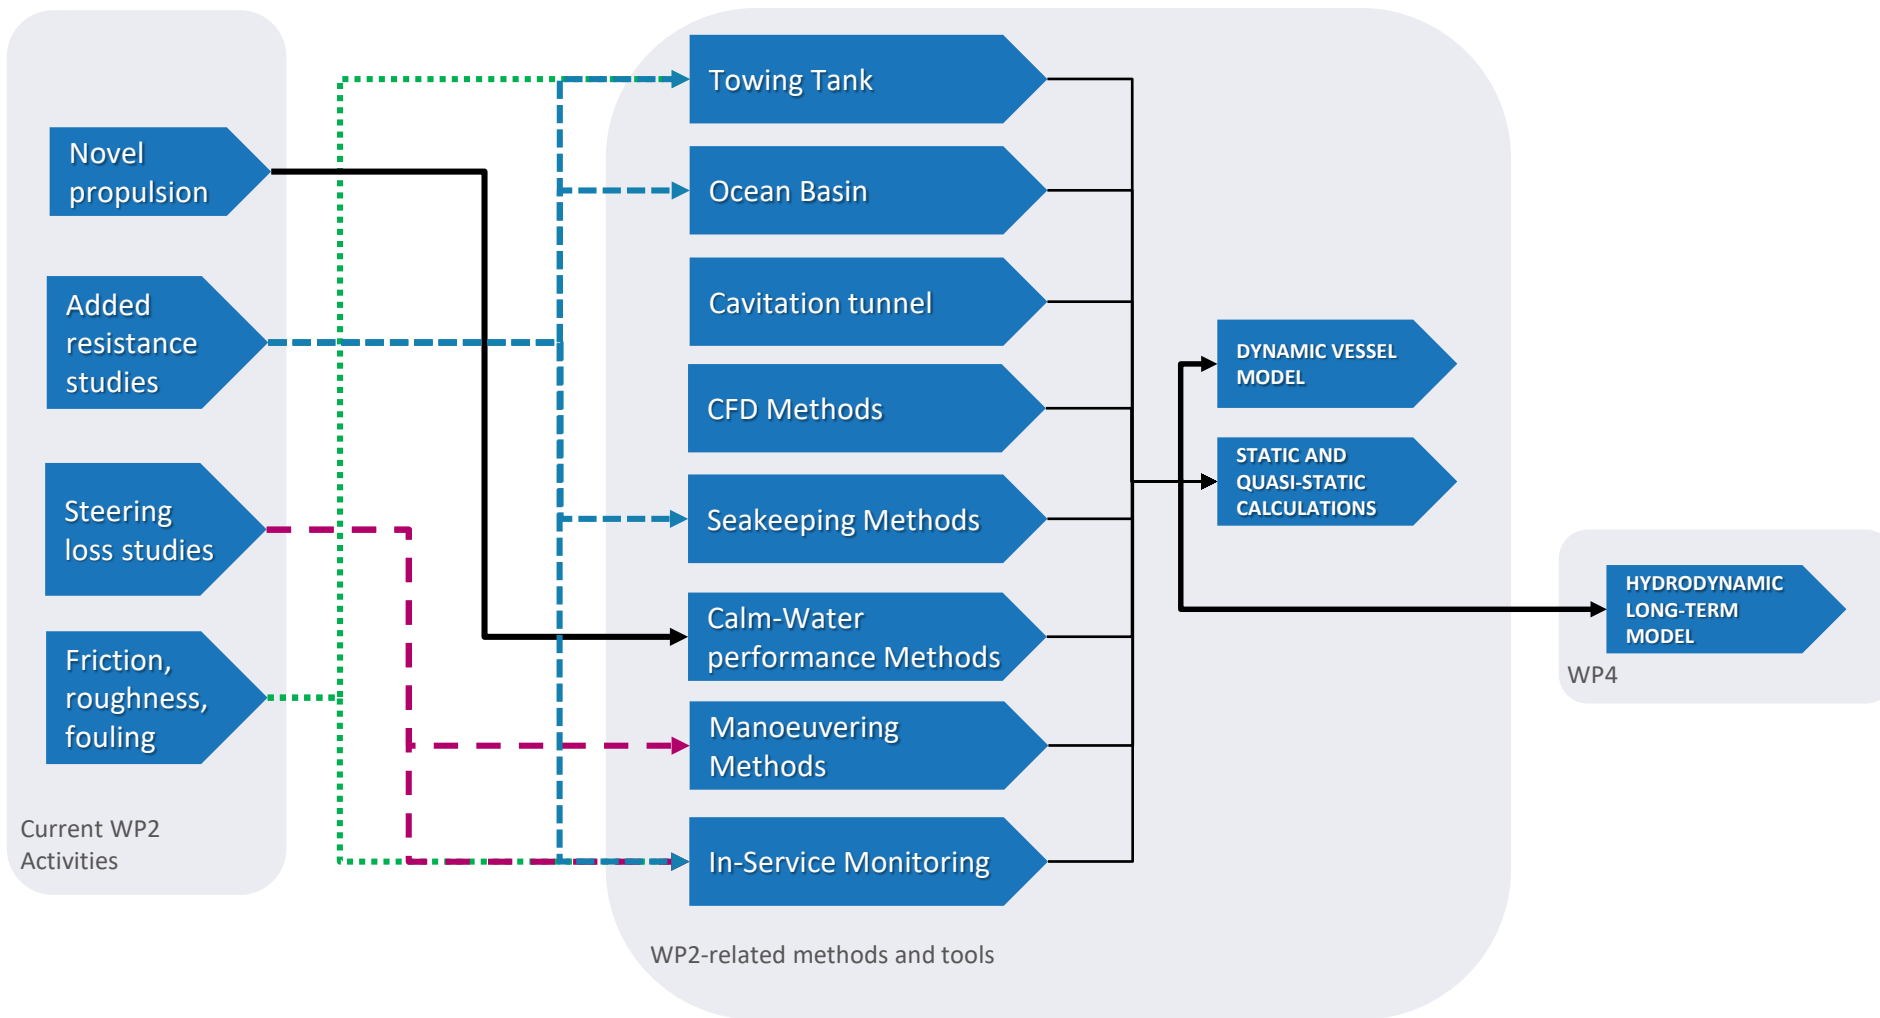 Novel
propulsion
Added
resistance
studies
Steering
loss studies
Friction,
roughness,
fouling
Current WP2
Activities
Towing Tank
Ocean Basin
Cavitation tunnel
CFD Methods
Seakeeping Methods
Calm-Water
performance Methods
Manoeuvering
Methods
In-Service Monitoring
WP2-related methods and tools
DYNAMIC VESSEL
MODEL
STATIC AND
QUASI-STATIC
CALCULATIONS
HYDRODYNAMIC
LONG-TERM
MODEL
WP4